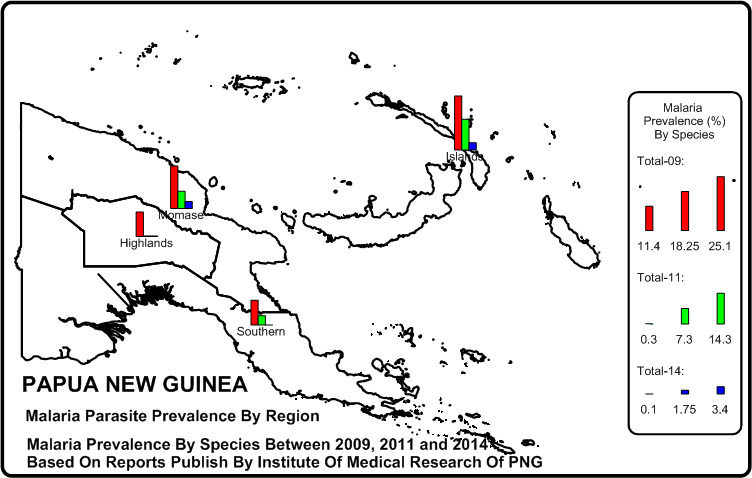 Malaria
Prevalence (%)
By Species
Total-09:
11.4 18.25 25.1
Total-11:
0.3 7.3 14.3
Total-14:
0.1 1.75 3.4
Islands
Momase
Highlands
Southern
PAPUA NEW GUINEA
Malaria Parasite Prevalence By Region
Malaria Prevalence By Species Between 2009, 2011 and 2014
Based On Reports Publish By Institute Of Medical Research Of PNG